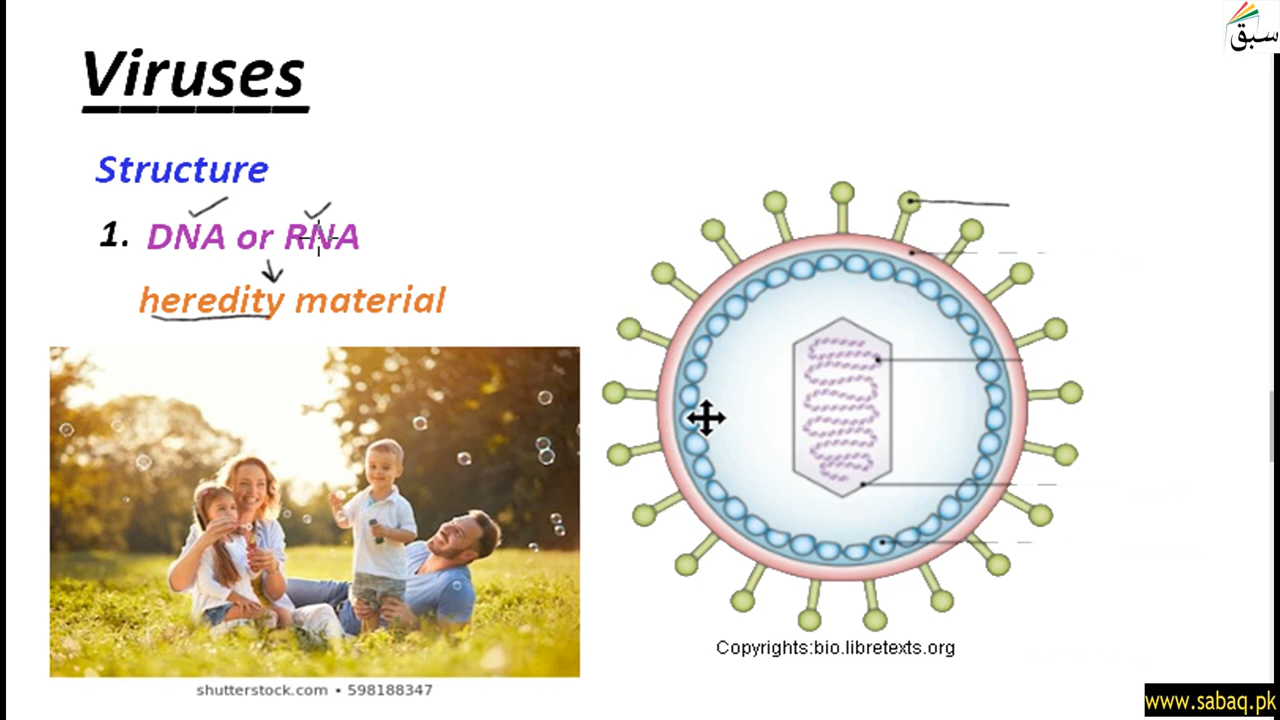 سبق
Viruses
Structure
1. DNA or RNA
heredity material
shutterstock.com • 598188347
Copyrights:bio.libretexts.org
www.sabaq.pk